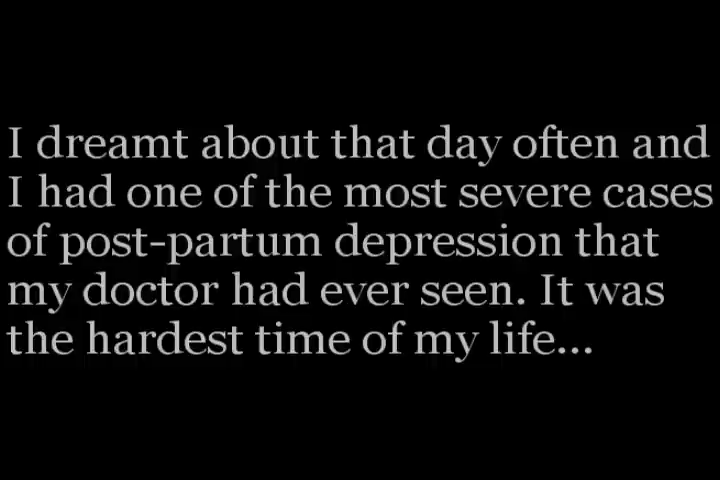 I dreamt about that day often and
I had one of the most severe cases
of post-partum depression that
my doctor had ever seen. It was
the hardest time of my life...